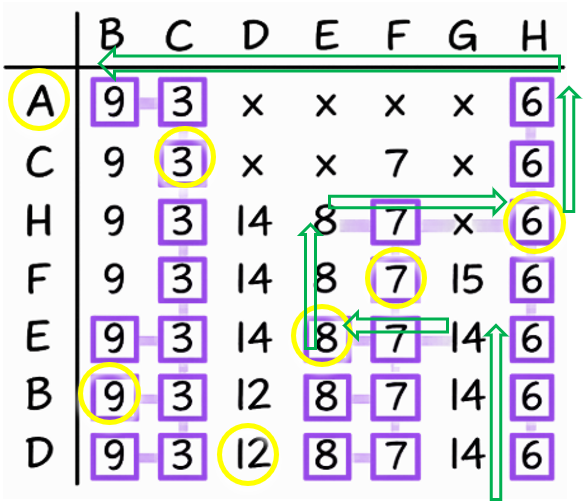 B C D E F G H
A 9 3 x x x x 6
C 9 3 x x 7 x 6
H 9 3 14 8 7 x 6
F 9 3 14 8 7 15 6
E 9 3 14 8 7 14 6
B 9 3 12 8 7 14 6
D 9 3 12 8 7 14 6